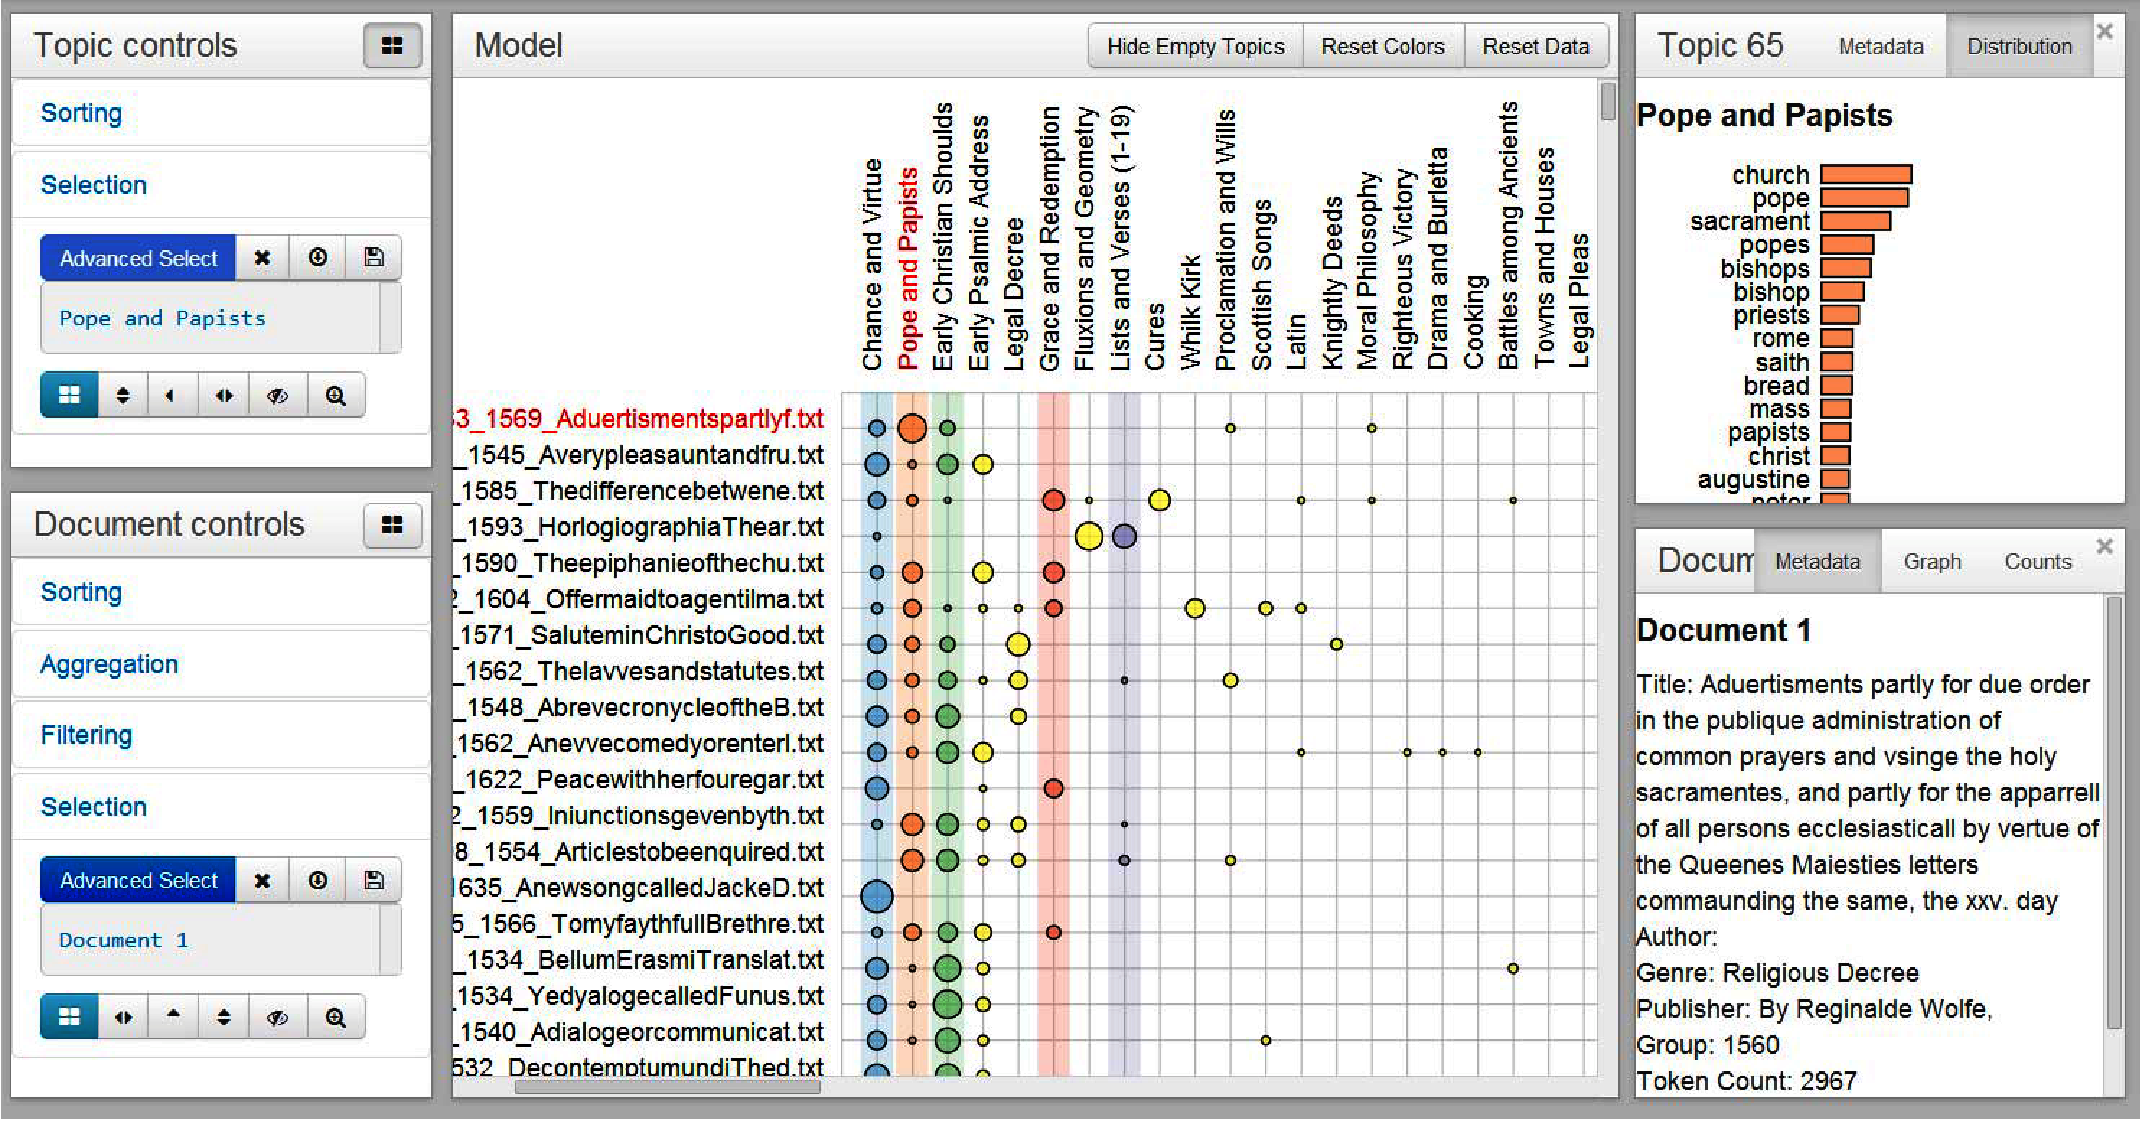 Topic controls
Sorting
Selection
Advanced Select
Pope and Papists
Document controls
Sorting
Aggregation
Filtering
Selection
Advanced Select
Document 1
Model
Hide Empty Topics
Reset Colors
Reset Data
Chance and Virtue
Pope and Papists
Early Christian Shoulds
Early Psalmic Address
Legal Decree
Grace and Redemption
Fluxions and Geometry
Lists and Verses (1-19)
Cures
Whilk Kirk
Proclamation and Wills
Scottish Songs
Latin
Knightly Deeds
Moral Philosophy
Righteous Victory
Drama and Burletta
Cooking
Battles among Ancients
Towns and Houses
Legal Pleas
3_1569_Aduertismentspartlyf.txt
_1545_Averypleasauntandfru.txt
_1585_Thedifferencebetwene.txt
_1593_HorlogiographiaThear.txt
_1590_Theepiphanieofthechu.txt
2_1604_Offermaidtoagentilma.txt
_1571_SaluteminChristoGood.txt
_1562_Thelavvesandstatutes.txt
_1548_AbrevecronycleoftheB.txt
_1562_Anevvecomedyorenterl.txt
_1622_Peacewithherfouregar.txt
2_1559_Iniunctionsgevenbyth.txt
8_1554_Articlestobeenquired.txt
1635_AnewsongcalledJackeD.txt
5_1566_TomyfaythfullBrethre.txt
_1534_BellumErasmiTranslat.txt
_1534_YedyalogecalledFunus.txt
_1540_Adialogeorcommunicat.txt
532_DecontemptumundiThed.txt
Topic 65
Metadata
Distribution
×
Pope and Papists
church
pope
sacrament
popes
bishops
bishop
priests
rome
saith
bread
mass
papists
christ
augustine
peter
Docum
Metadata
Graph
Counts
×
Document 1
Title: Aduertisments partly for due order
in the publique administration of
common prayers and vsinge the holy
sacramentes, and partly for the apparrell
of all persons ecclesiasticall by vertue of
the Queenes Maiesties letters
commaunding the same, the xxv. day
Author:
Genre: Religious Decree
Publisher: By Reginalde Wolfe,
Group: 1560
Token Count: 2967